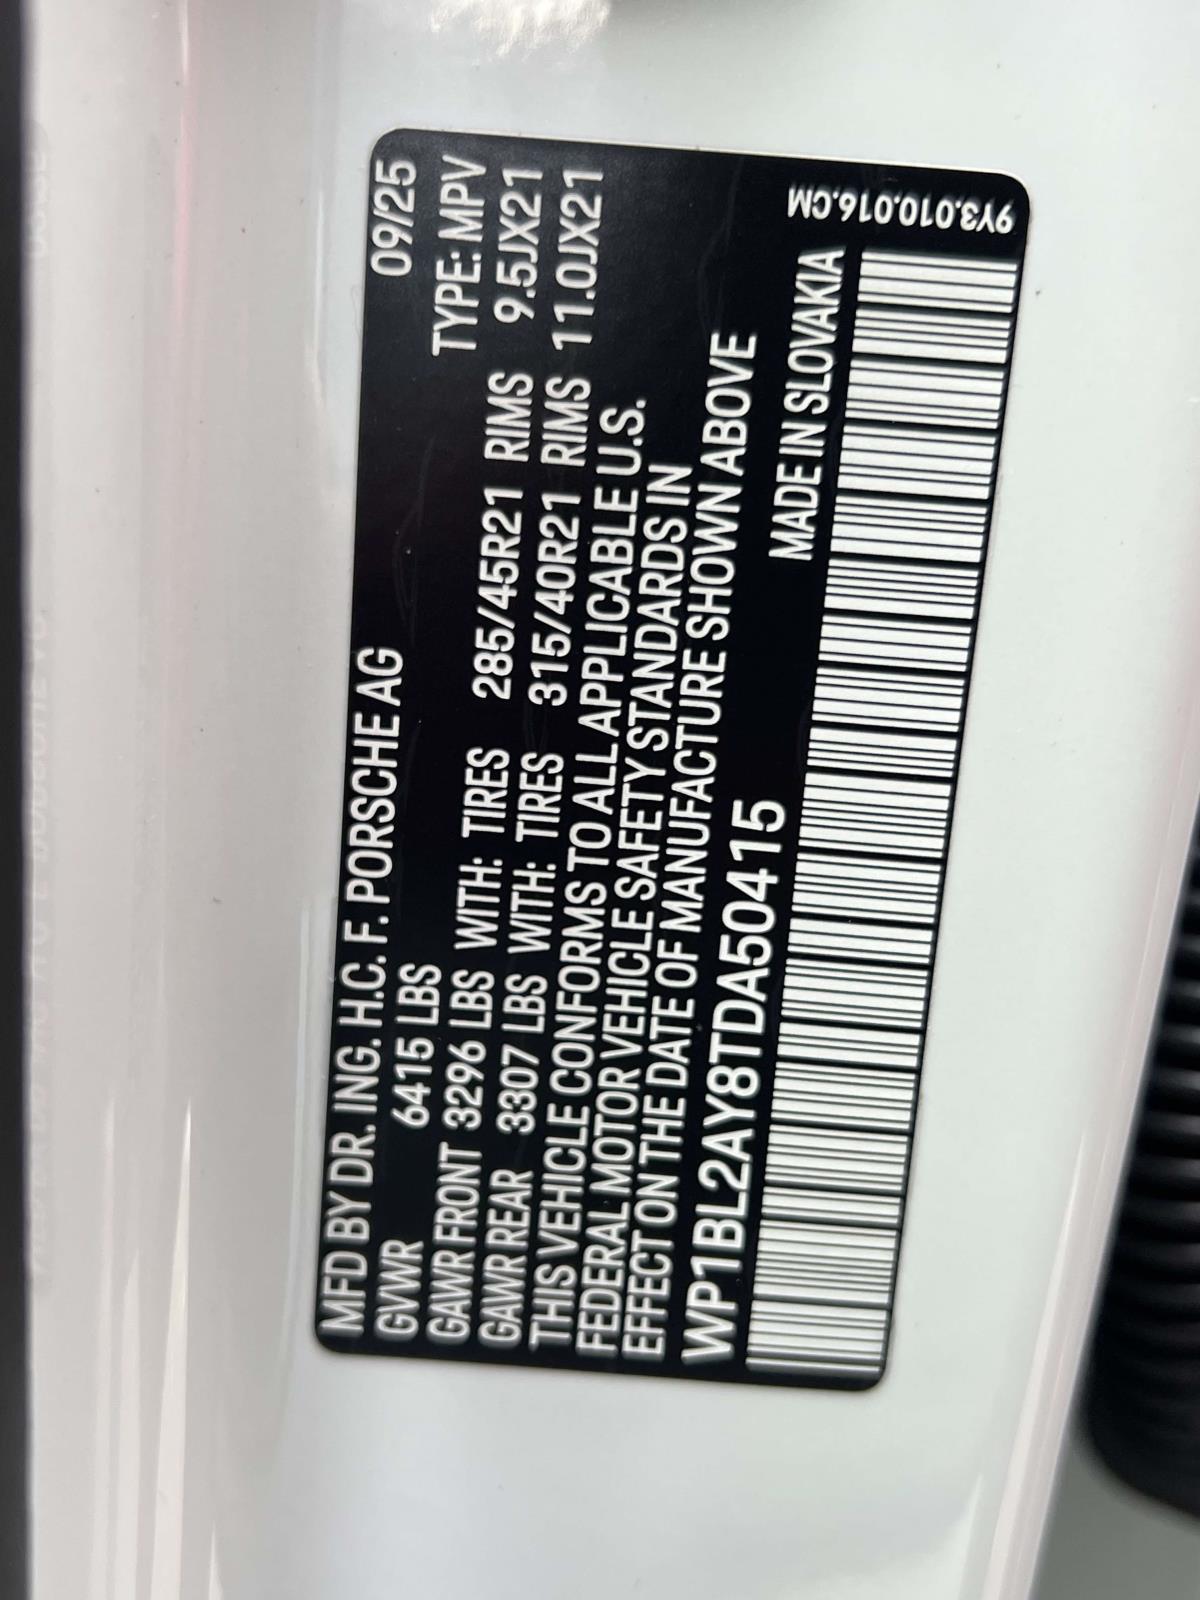 MFD BY DR. ING. H.C. F. PORSCHE AG 09/25
GVWR 6415 LBS TYPE: MPV
GAWR FRONT 3296 LBS WITH: TIRES 285/45R21 RIMS 9.5JX21
GAWR REAR 3307 LBS WITH: TIRES 315/40R21 RIMS 11.0JX21
THIS VEHICLE CONFORMS TO ALL APPLICABLE U.S.
FEDERAL MOTOR VEHICLE SAFETY STANDARDS IN
EFFECT ON THE DATE OF MANUFACTURE SHOWN ABOVE
WP1BL2AY8TDA50415 MADE IN SLOVAKIA
9Y3.010.016.CM